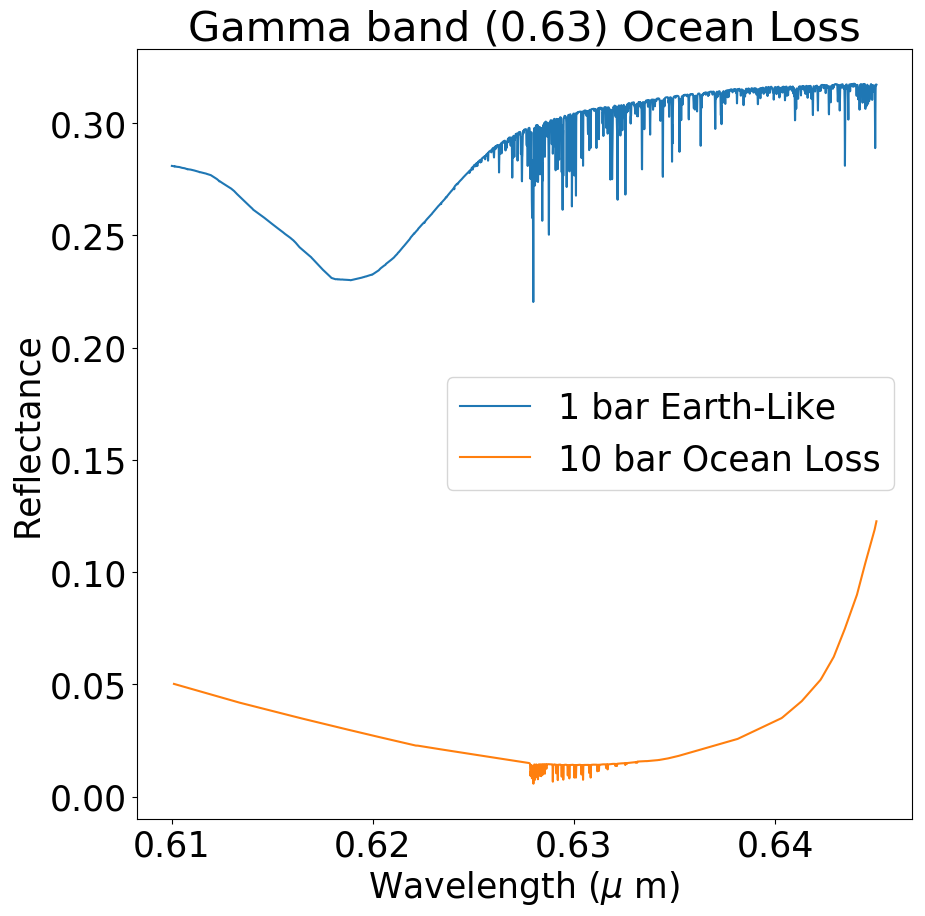 Gamma band (0.63) Ocean Loss
0.30
0.25
0.20
0.15
0.10
0.05
0.00
Reflectance
1 bar Earth-Like
10 bar Ocean Loss
0.61 0.62 0.63 0.64
Wavelength (μ m)